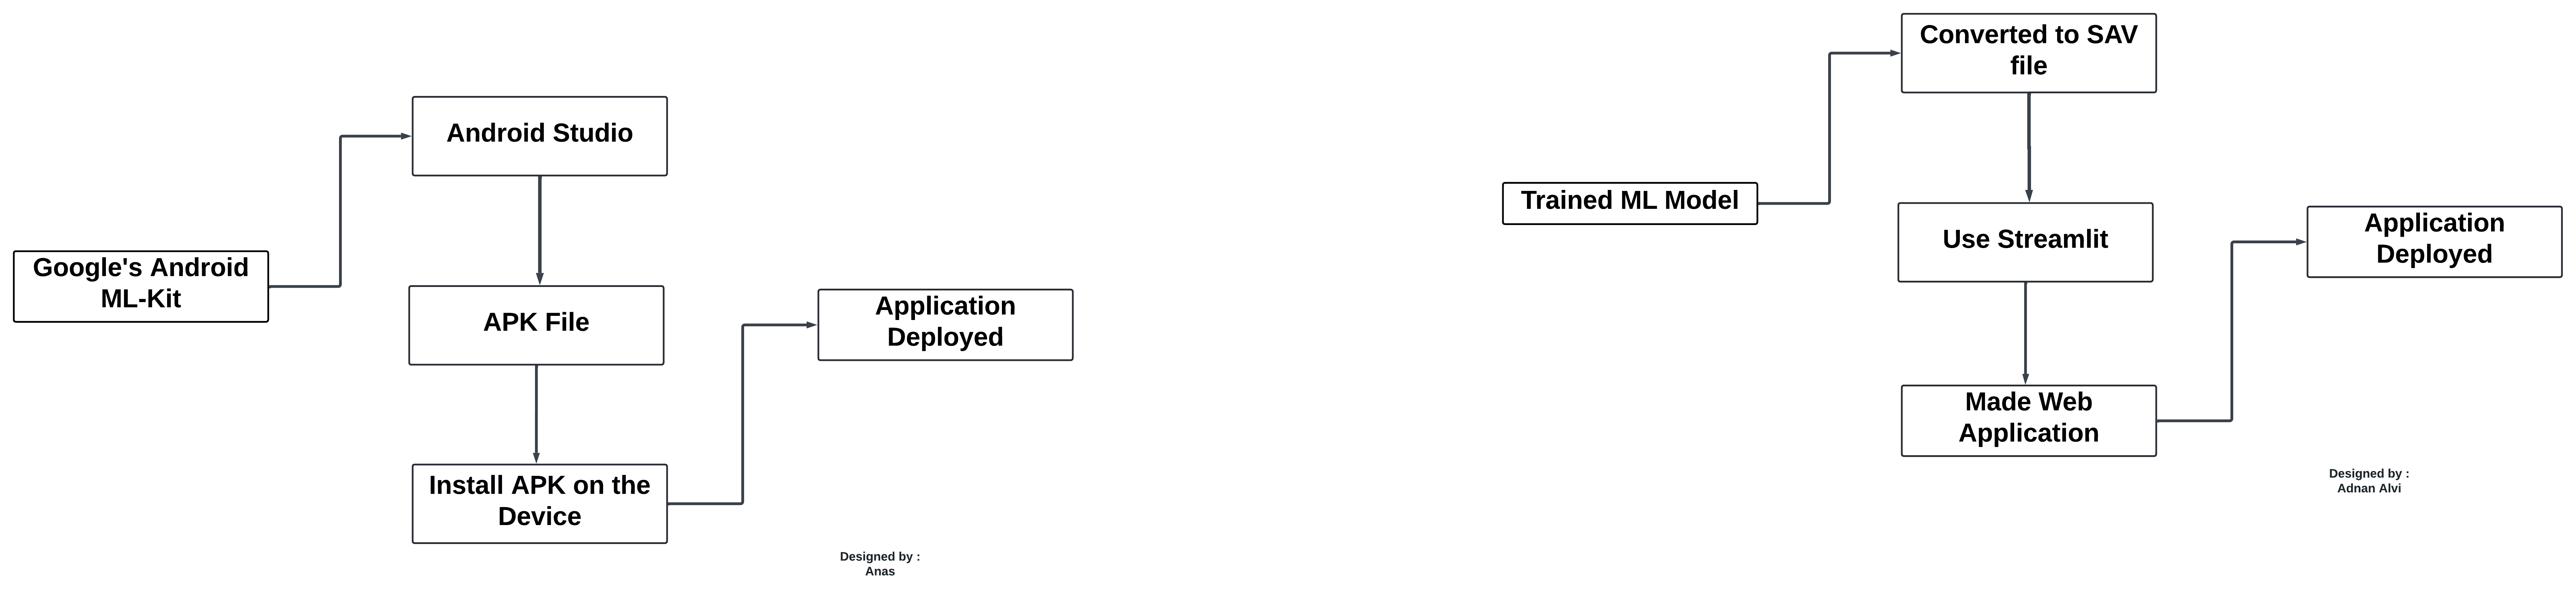 Google's Android
ML-Kit
Android Studio
APK File
Install APK on the
Device
Application
Deployed
Designed by :
Anas
Trained ML Model
Converted to SAV
file
Use Streamlit
Made Web
Application
Application
Deployed
Designed by :
Adnan Alvi